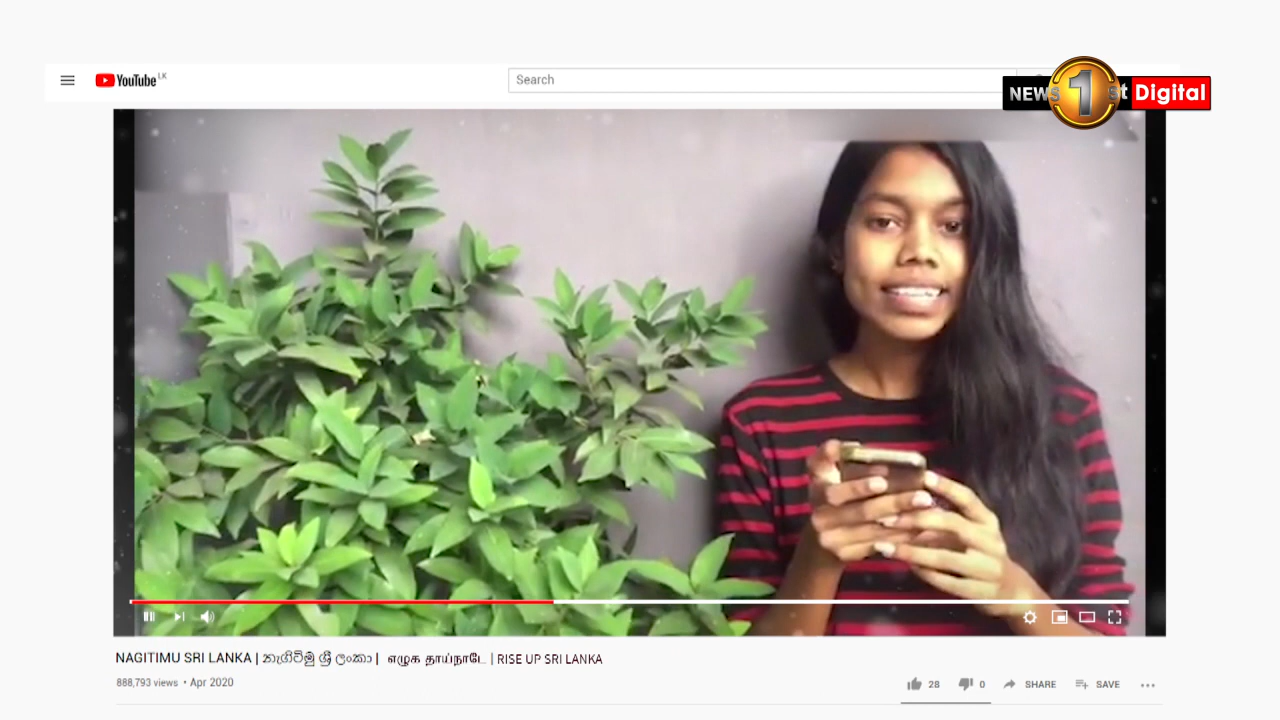 YouTube LK
Search
NEWS 1st Digital
NAGITIMU SRI LANKA | නැගිටිමු ශ්‍රී ලංකා | எழுக தாய்நாடே | RISE UP SRI LANKA
888,793 views • Apr 2020
28 0 SHARE SAVE